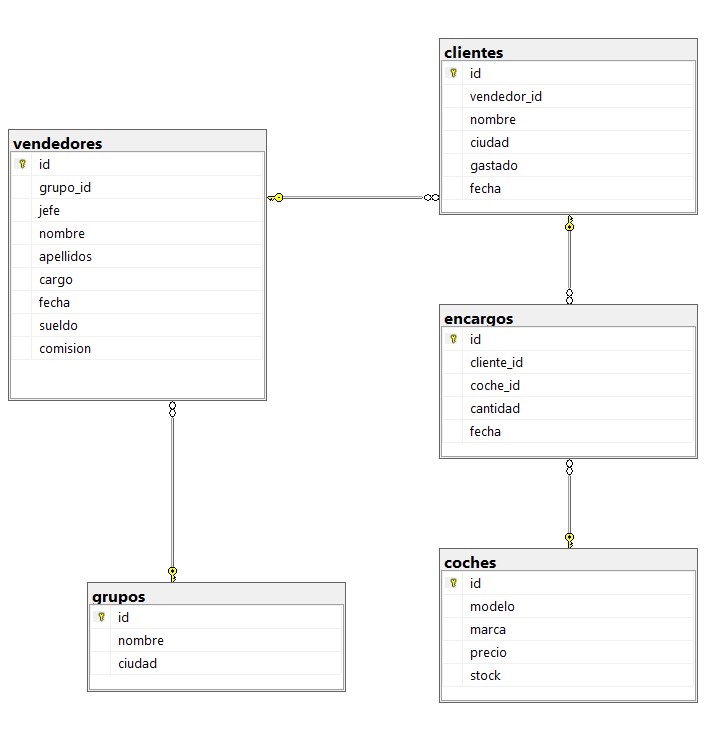 clientes
id
vendedor_id
nombre
ciudad
gastado
fecha
vendedores
id
grupo_id
jefe
nombre
apellidos
cargo
fecha
sueldo
comision
encargos
id
cliente_id
coche_id
cantidad
fecha
grupos
id
nombre
ciudad
coches
id
modelo
marca
precio
stock